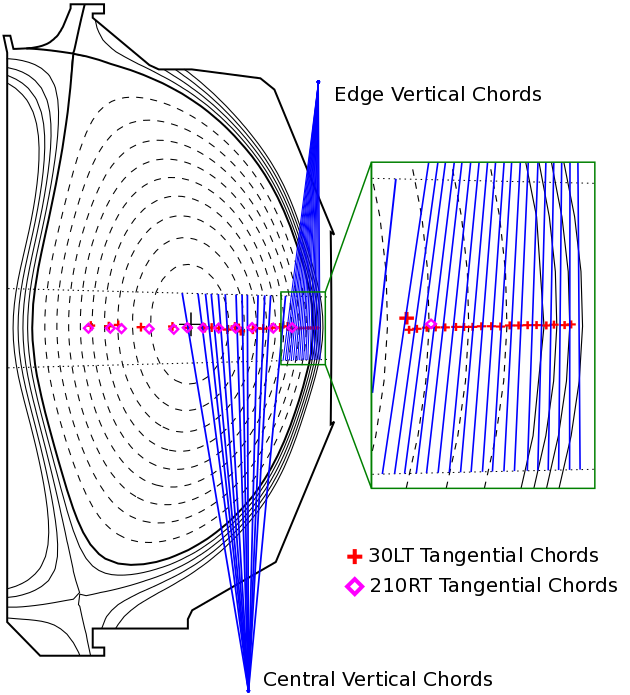 Edge Vertical Chords
30LT Tangential Chords
210RT Tangential Chords
Central Vertical Chords